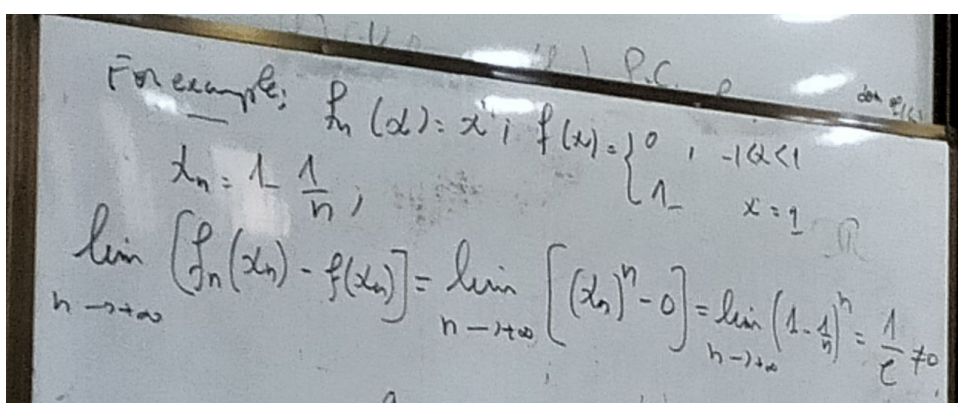 P.C.
For example; fₙ(x) = xⁱ ; f(x) = { 0 , -1<x<1
1 x = 1
xₙ = 1 - 1/n ;
lim n→+∞ [fₙ(xₙ) - f(xₙ)] = lim n→+∞ [(xₙ)ⁿ - 0] = lim n→+∞ (1 - 1/n)ⁿ = 1/e ≠ 0